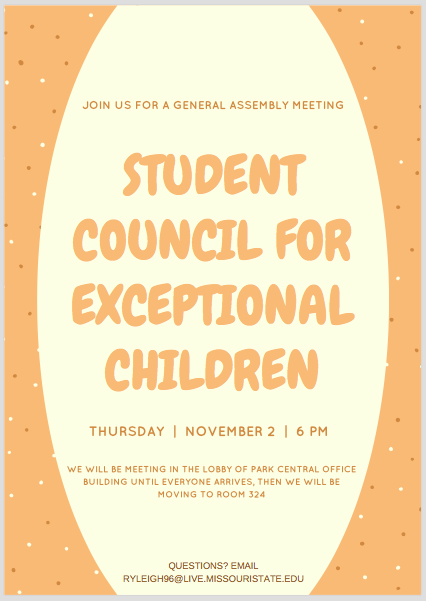 JOIN US FOR A GENERAL ASSEMBLY MEETING
STUDENT
COUNCIL FOR
EXCEPTIONAL
CHILDREN
THURSDAY | NOVEMBER 2 | 6 PM
WE WILL BE MEETING IN THE LOBBY OF PARK CENTRAL OFFICE
BUILDING UNTIL EVERYONE ARRIVES, THEN WE WILL BE
MOVING TO ROOM 324
QUESTIONS? EMAIL
RYLEIGH96@LIVE.MISSOURISTATE.EDU